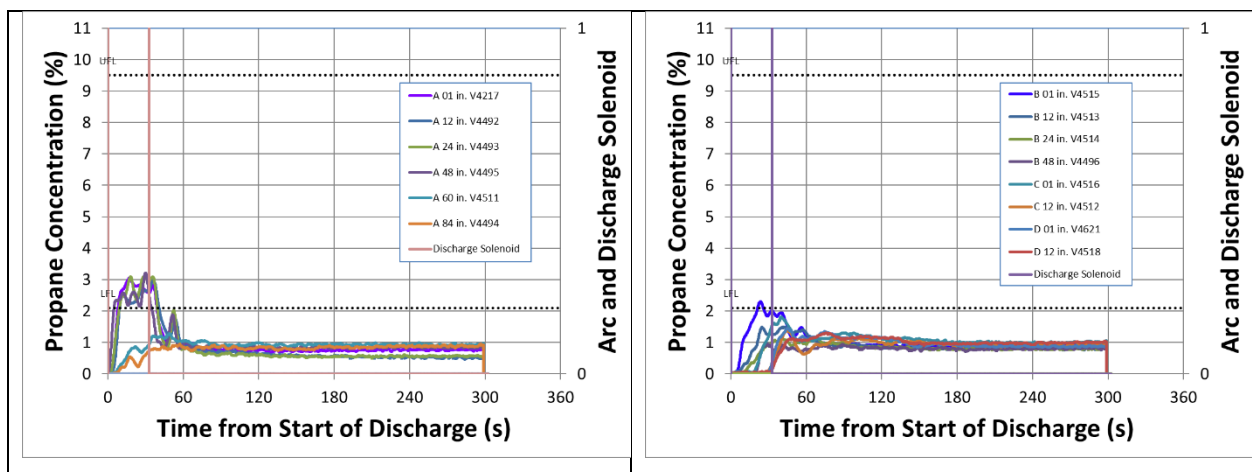 11
10
9
8
7
6
5
4
3
2
1
0
Propane Concentration (%)
UFL
LFL
A 01 in. V4217
A 12 in. V4492
A 24 in. V4493
A 48 in. V4495
A 60 in. V4511
A 84 in. V4494
Discharge Solenoid
1
0
Arc and Discharge Solenoid
0 60 120 180 240 300 360
Time from Start of Discharge (s)
11
10
9
8
7
6
5
4
3
2
1
0
Propane Concentration (%)
UFL
LFL
B 01 in. V4515
B 12 in. V4513
B 24 in. V4514
B 48 in. V4496
C 01 in. V4516
C 12 in. V4512
D 01 in. V4621
D 12 in. V4518
Discharge Solenoid
1
0
Arc and Discharge Solenoid
0 60 120 180 240 300 360
Time from Start of Discharge (s)